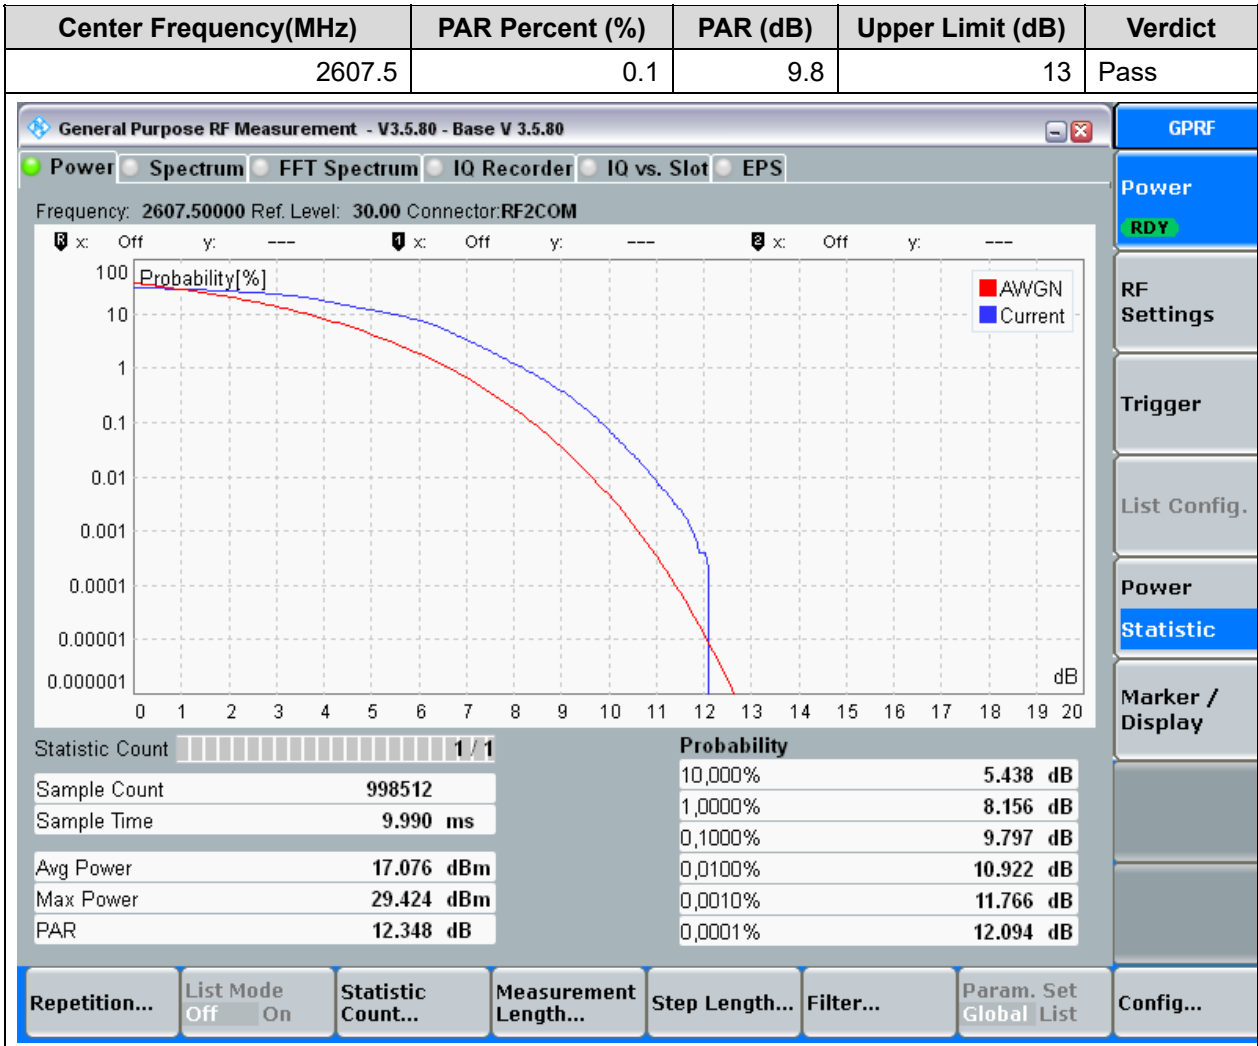 Center Frequency(MHz) PAR Percent (%) PAR (dB) Upper Limit (dB) Verdict
2607.5 0.1 9.8 13 Pass
General Purpose RF Measurement - V3.5.80 - Base V 3.5.80
GPRF
Power Spectrum FFT Spectrum IQ Recorder IQ vs. Slot EPS
Frequency: 2607.50000 Ref. Level: 30.00 Connector:RF2COM
R x: Off y: --- 1 x: Off y: --- 2 x: Off y: ---
Probability[%]
AWGN
Current
100
10
1
0.1
0.01
0.001
0.0001
0.00001
0.000001
dB
0 1 2 3 4 5 6 7 8 9 10 11 12 13 14 15 16 17 18 19 20
Statistic Count 1 / 1
Sample Count 998512
Sample Time 9.990 ms
Avg Power 17.076 dBm
Max Power 29.424 dBm
PAR 12.348 dB
Probability
10,000% 5.438 dB
1,0000% 8.156 dB
0,1000% 9.797 dB
0,0100% 10.922 dB
0,0010% 11.766 dB
0,0001% 12.094 dB
Power
RDY
RF
Settings
Trigger
List Config.
Power
Statistic
Marker /
Display
Repetition...
List Mode
Off On
Statistic
Count...
Measurement
Length...
Step Length...
Filter...
Param. Set
Global List
Config...